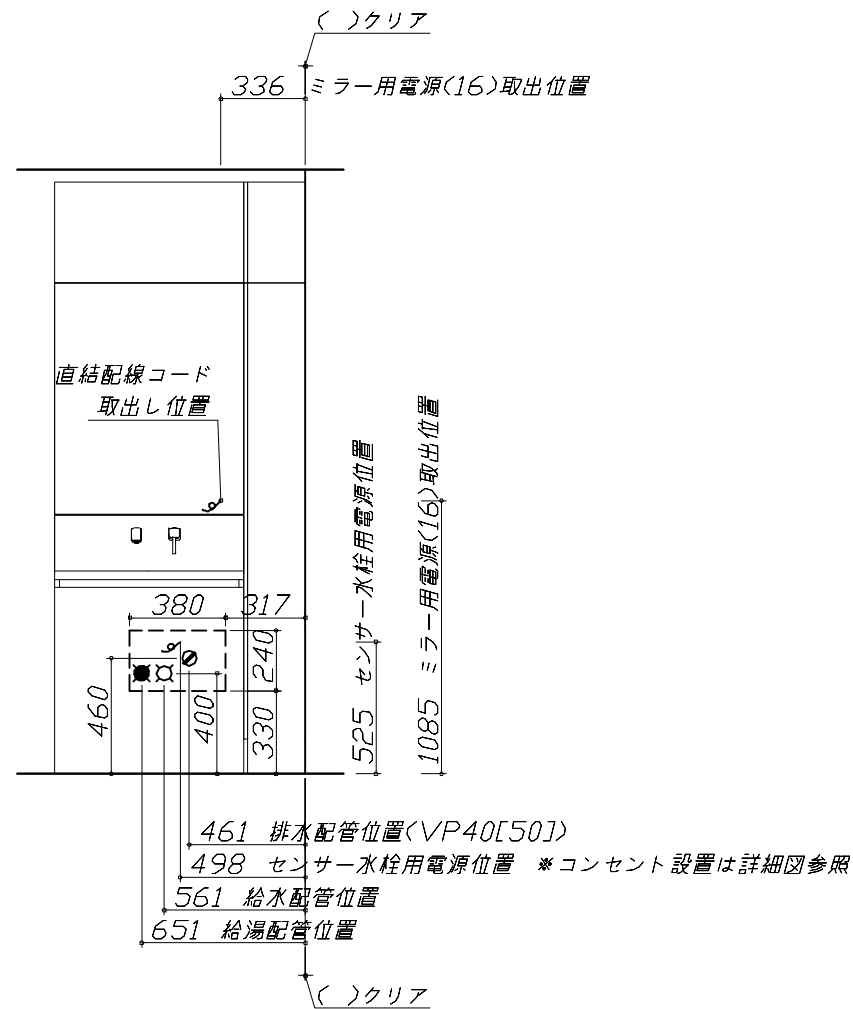 ( )クリア
336 ミラー用電源(16)取出位置
直結配線コード
取出し位置
380 317
240
460
400
330
525 センサー水栓用電源位置
1085 ミラー用電源(16)取出位置
461 排水配管位置(VP40[50])
498 センサー水栓用電源位置 ※コンセント設置は詳細図参照
561 給水配管位置
651 給湯配管位置
( )クリア